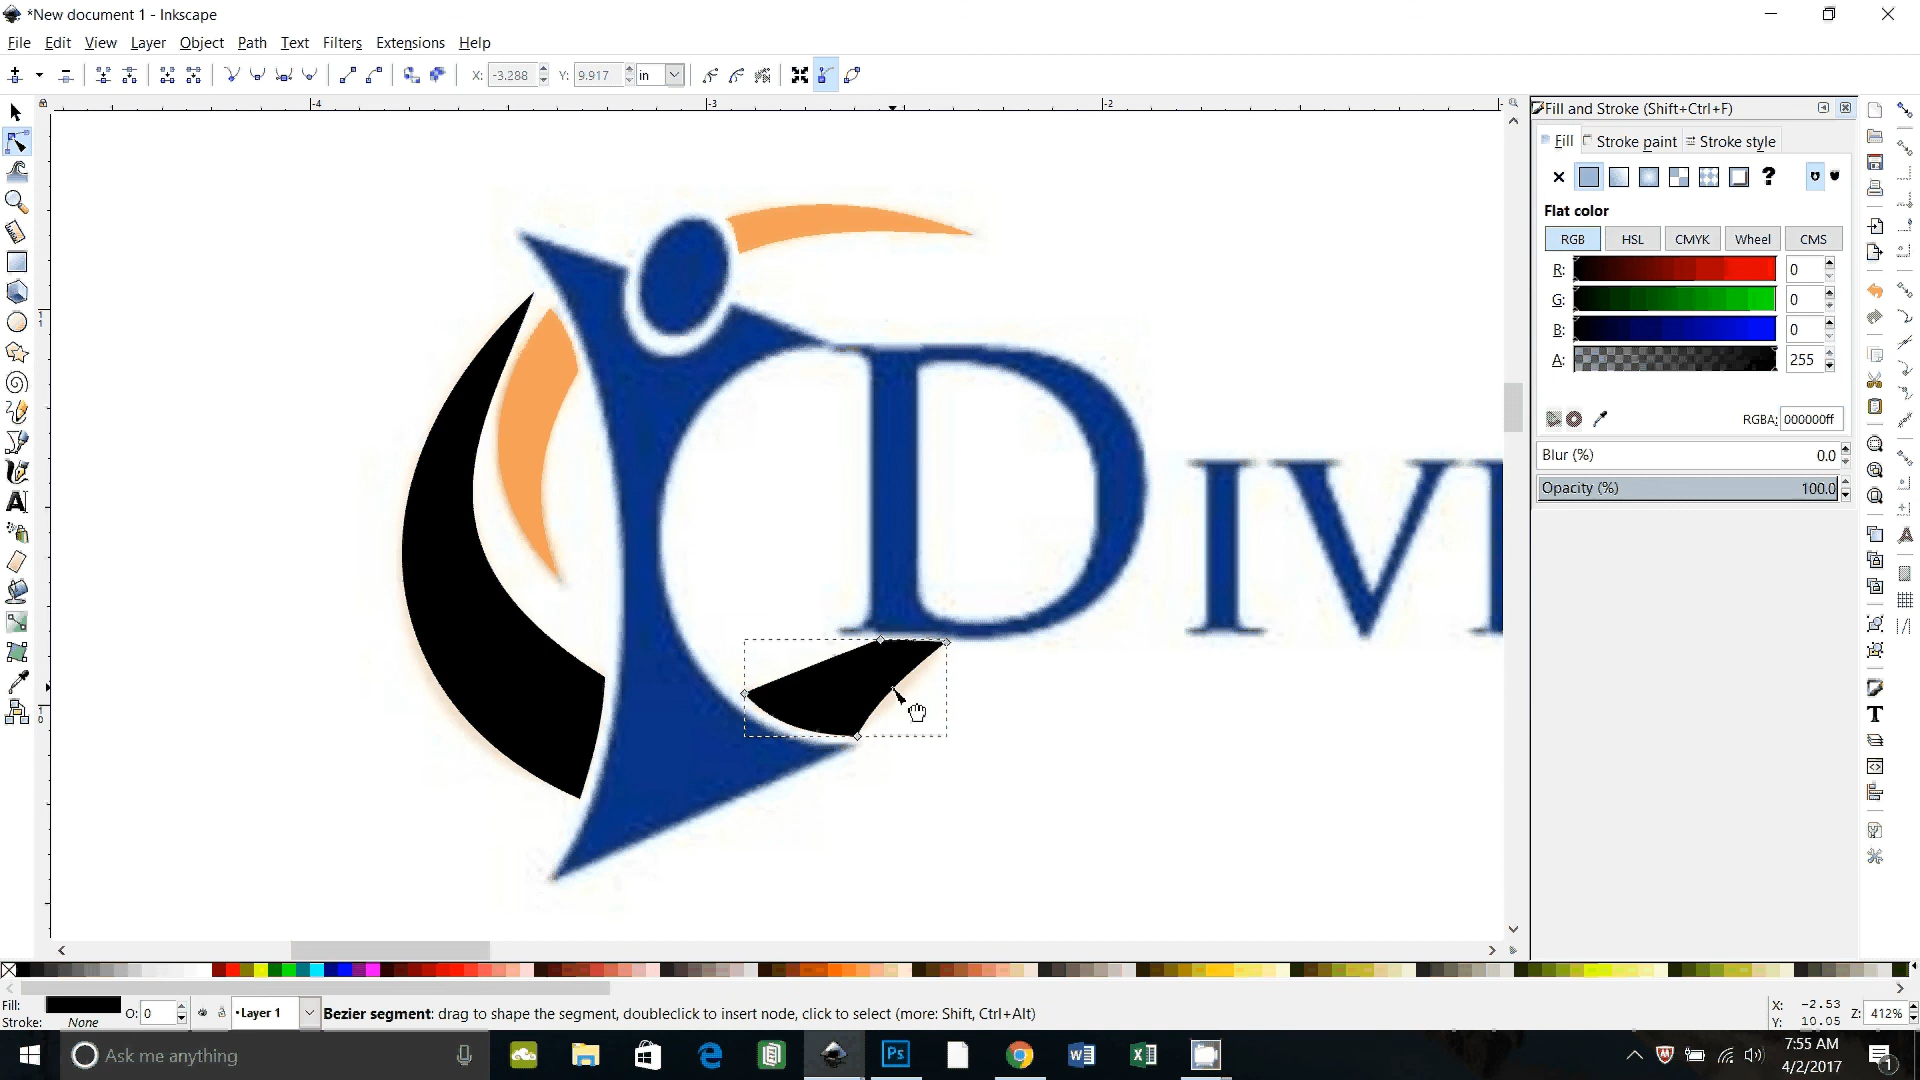 *New document 1 - Inkscape
File Edit View Layer Object Path Text Filters Extensions Help
X: -3.288 Y: 9.917 in
-4 -3 -2
Fill and Stroke (Shift+Ctrl+F)
Fill Stroke paint Stroke style
?
Flat color
RGB HSL CMYK Wheel CMS
R: 0
G: 0
B: 0
A: 255
RGBA: 000000ff
Blur (%) 0.0
Opacity (%) 100.0
DIVI
Fill:
Stroke: None
O: 0
•Layer 1
Bezier segment: drag to shape the segment, doubleclick to insert node, click to select (more: Shift, Ctrl+Alt)
X: -2.53
Y: 10.05
Z: 412%
Ask me anything
7:55 AM
4/2/2017
1